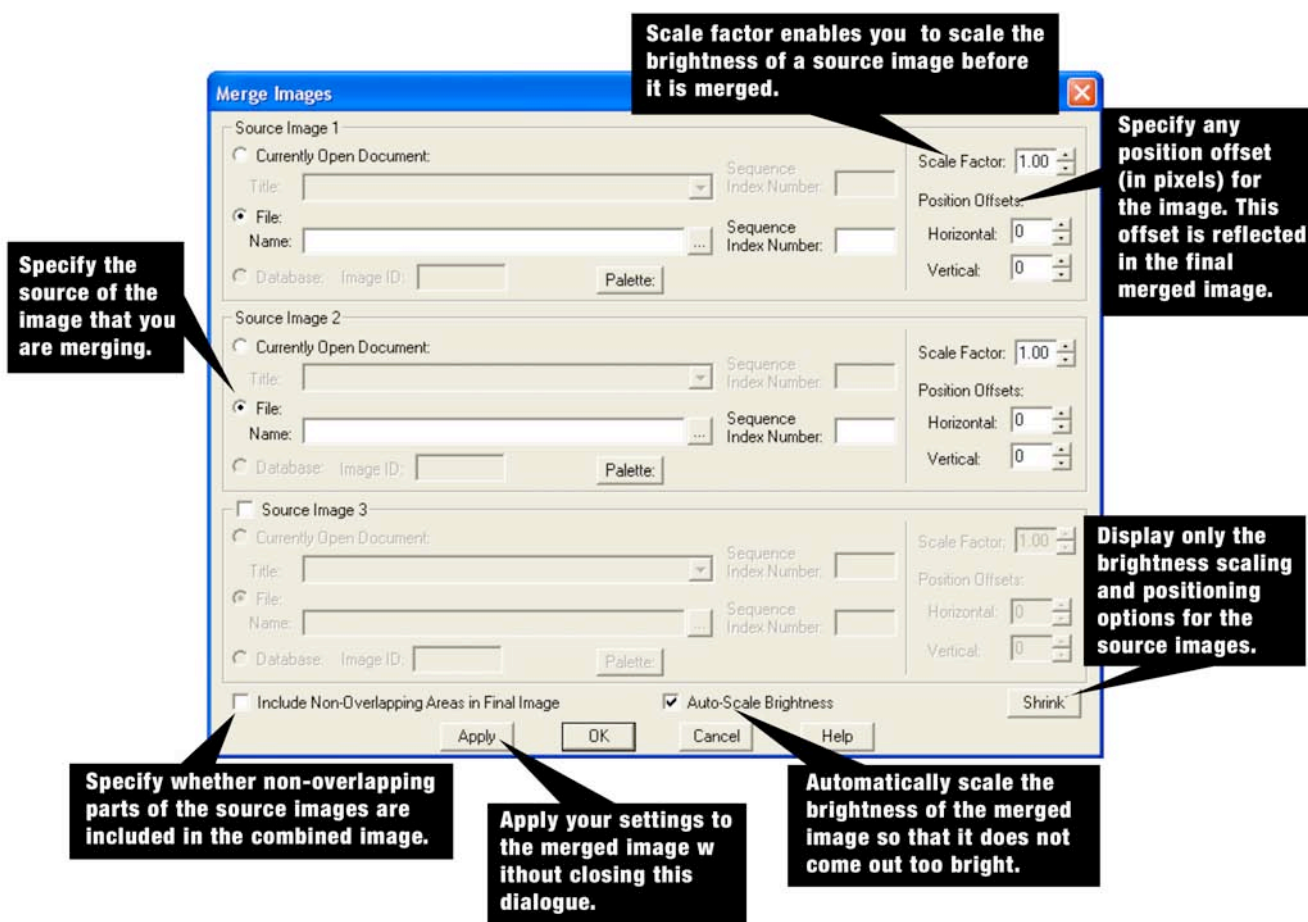 Scale factor enables you to scale the
brightness of a source image before
it is merged.
Merge Images
Specify any
position offset
(in pixels) for
the image. This
offset is reflected
in the final
merged image.
Source Image 1
Currently Open Document:
Title:
Sequence
Index Number:
File:
Name:
...
Sequence
Index Number:
Database: Image ID:
Palette:
Scale Factor: 1.00
Position Offsets:
Horizontal: 0
Vertical: 0
Specify the
source of the
image that you
are merging.
Source Image 2
Currently Open Document:
Title:
Sequence
Index Number:
File:
Name:
...
Sequence
Index Number:
Database: Image ID:
Palette:
Scale Factor: 1.00
Position Offsets:
Horizontal: 0
Vertical: 0
Source Image 3
Currently Open Document:
Title:
Sequence
Index Number:
File:
Name:
...
Sequence
Index Number:
Database: Image ID:
Palette:
Scale Factor: 1.00
Position Offsets:
Horizontal: 0
Vertical: 0
Display only the
brightness scaling
and positioning
options for the
source images.
Include Non-Overlapping Areas in Final Image
Auto-Scale Brightness
Shrink
Apply
OK
Cancel
Help
Specify whether non-overlapping
parts of the source images are
included in the combined image.
Apply your settings to
the merged image w
ithout closing this
dialogue.
Automatically scale the
brightness of the merged
image so that it does not
come out too bright.